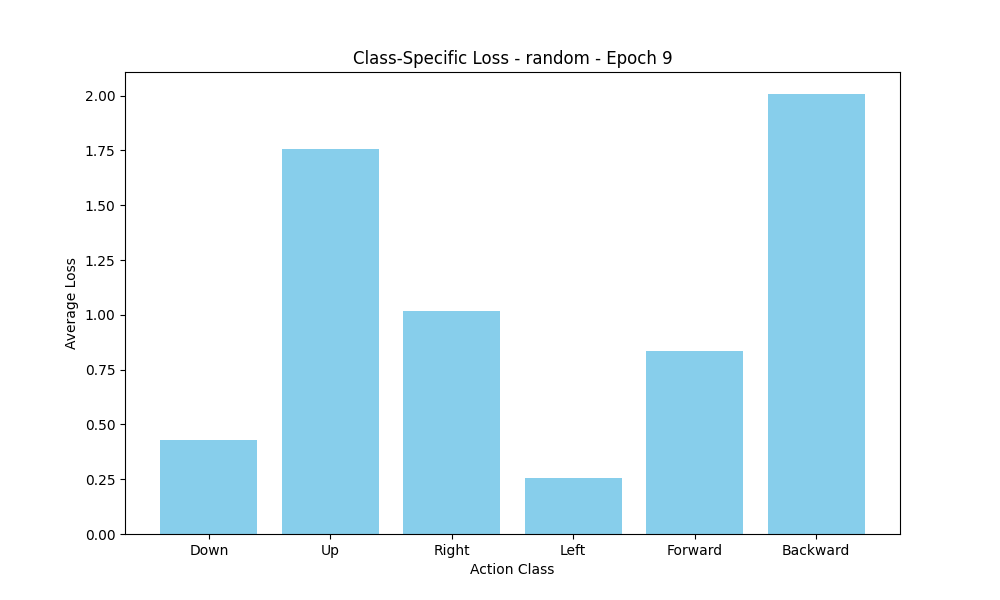 Class-Specific Loss - random - Epoch 9
2.00
1.75
1.50
1.25
1.00
0.75
0.50
0.25
0.00
Average Loss
Down Up Right Left Forward Backward
Action Class